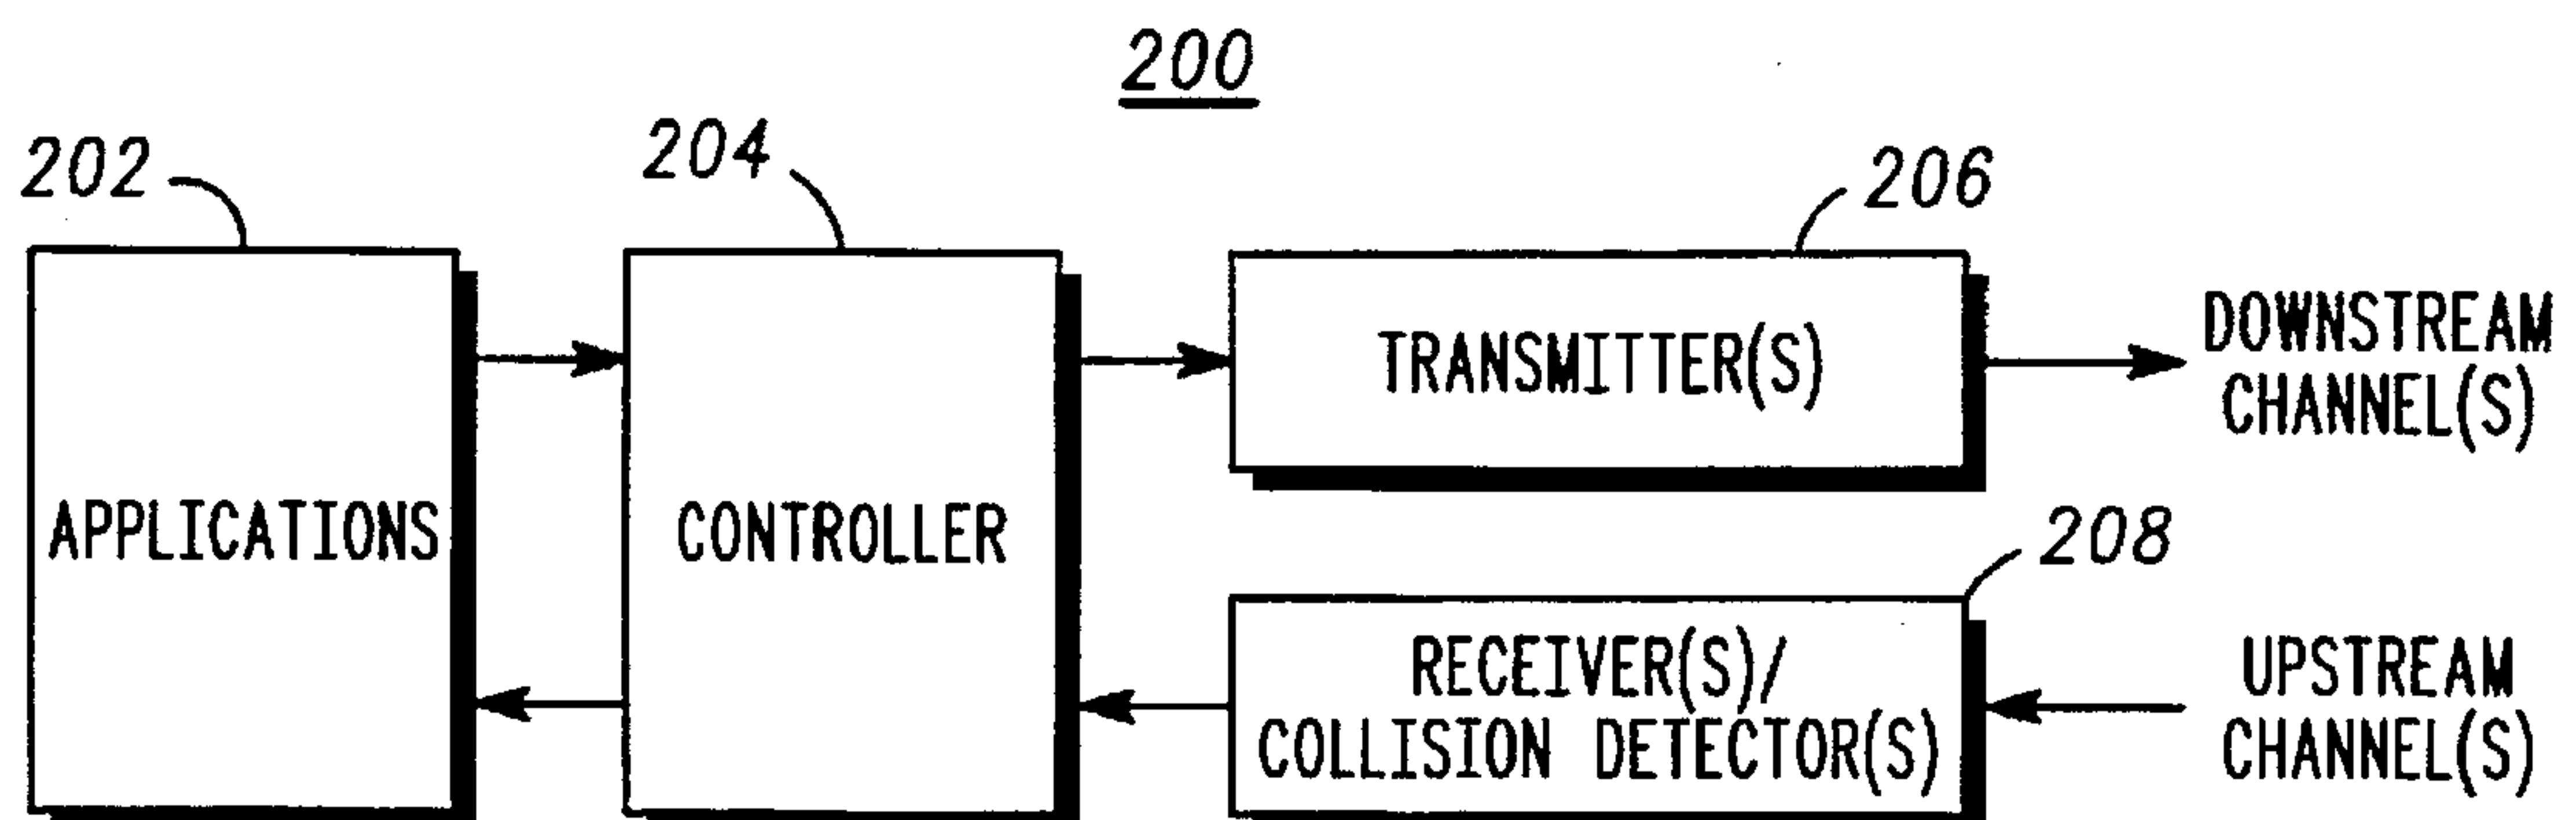 200
202
204
206
APPLICATIONS
CONTROLLER
TRANSMITTER(S)
DOWNSTREAM
CHANNEL(S)
208
RECEIVER(S)/
COLLISION DETECTOR(S)
UPSTREAM
CHANNEL(S)